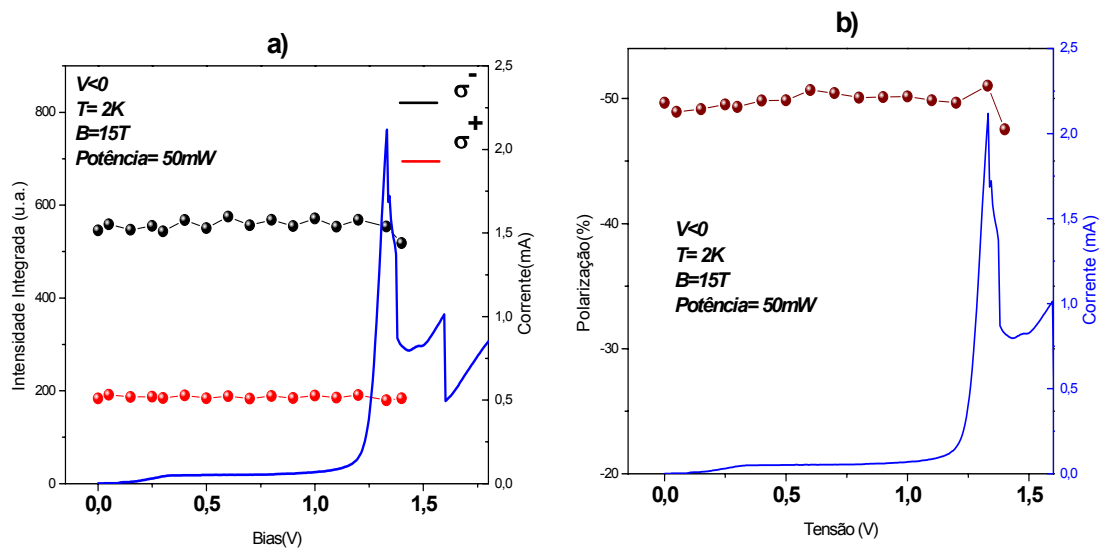 a)
V<0
T= 2K
B=15T
Potência= 50mW
σ-
σ+
Intensidade Integrada (u.a.)
800
600
400
200
0
0,0
0,5
1,0
1,5
Bias(V)
2,5
2,0
1,5
1,0
0,5
0,0
Corrente(mA)
b)
V<0
T= 2K
B=15T
Potência= 50mW
Polarização(%)
-50
-40
-30
-20
0,0
0,5
1,0
1,5
Tensão (V)
2,5
2,0
1,5
1,0
0,5
0,0
Corrente (mA)